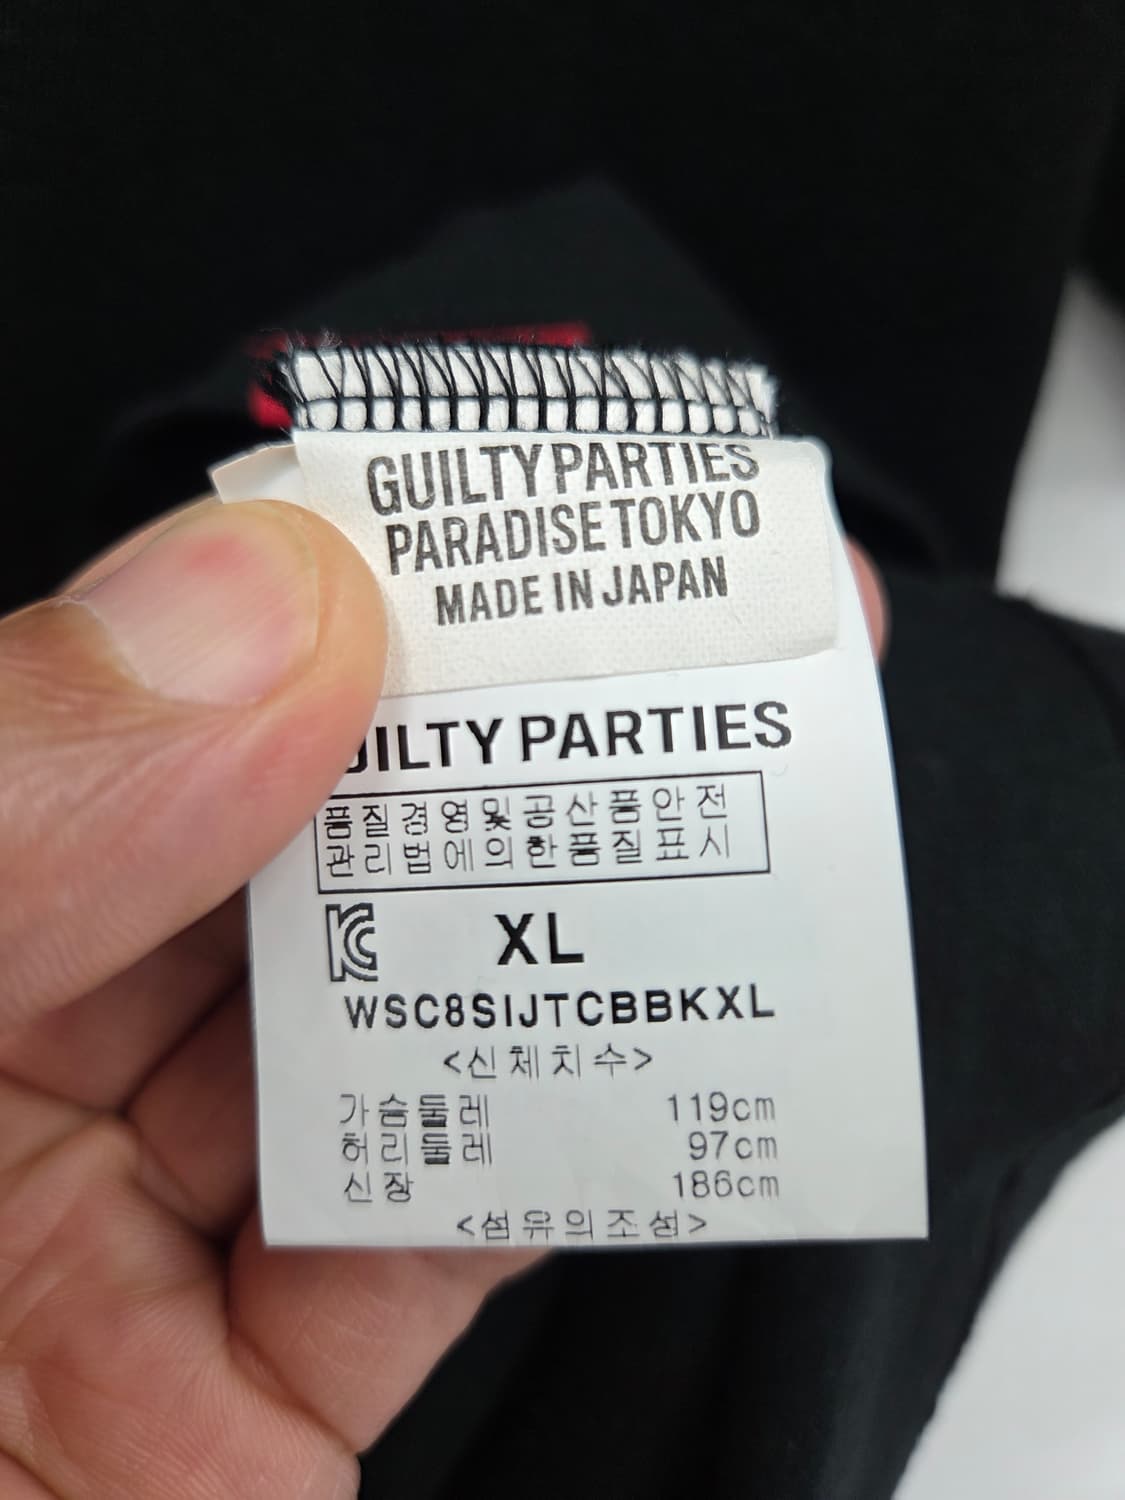 GUILTY PARTIES
PARADISE TOKYO
MADE IN JAPAN
UILTY PARTIES
품질경영및공산품안전
관리법에의한품질표시
KC XL
WSC8SIJTCBBKXL
<신체치수>
가슴둘레 119cm
허리둘레 97cm
신장 186cm
<섬유의조성>